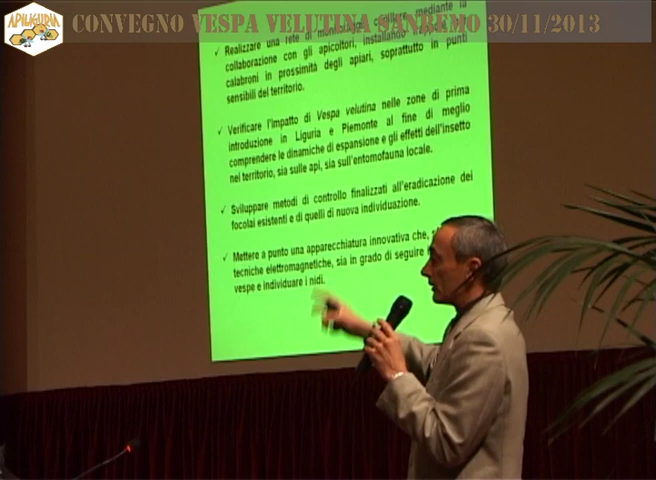 APILIGURIA
CONVEGNO VESPA VELUTINA SANREMO 30/11/2013
✓ Realizzare una rete di monitoraggio mediante la
collaborazione con gli apicoltori, installando
calabroni in prossimità degli apiari, soprattutto in punti
sensibili del territorio.
✓ Verificare l'impatto di Vespa velutina nelle zone di prima
introduzione in Liguria e Piemonte al fine di meglio
comprendere le dinamiche di espansione e gli effetti dell'insetto
nel territorio, sia sulle api, sia sull'entomofauna locale.
✓ Sviluppare metodi di controllo finalizzati all'eradicazione dei
focolai esistenti e di quelli di nuova individuazione.
✓ Mettere a punto una apparecchiatura innovativa che,
tecniche elettromagnetiche, sia in grado di seguire
vespe e individuare i nidi.